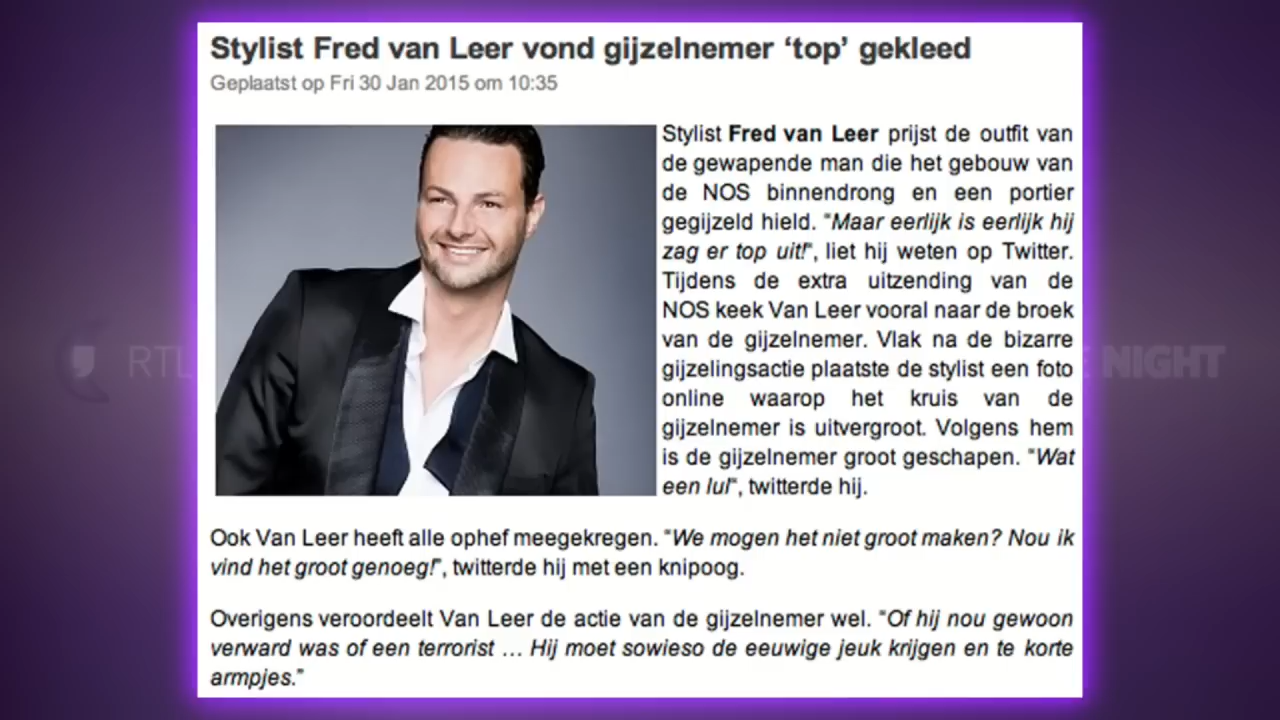 Stylist Fred van Leer vond gijzelnemer ‘top’ gekleed
Geplaatst op Fri 30 Jan 2015 om 10:35
Stylist Fred van Leer prijst de outfit van
de gewapende man die het gebouw van
de NOS binnendrong en een portier
gegijzeld hield. “Maar eerlijk is eerlijk hij
zag er top uit!“, liet hij weten op Twitter.
Tijdens de extra uitzending van de
NOS keek Van Leer vooral naar de broek
van de gijzelnemer. Vlak na de bizarre
gijzelingsactie plaatste de stylist een foto
online waarop het kruis van de
gijzelnemer is uitvergroot. Volgens hem
is de gijzelnemer groot geschapen. “Wat
een lul“, twitterde hij.
Ook Van Leer heeft alle ophef meegekregen. “We mogen het niet groot maken? Nou ik
vind het groot genoeg!“, twitterde hij met een knipoog.
Overigens veroordeelt Van Leer de actie van de gijzelnemer wel. “Of hij nou gewoon
verward was of een terrorist … Hij moet sowieso de eeuwige jeuk krijgen en te korte
armpjes.”
RTL
NIGHT